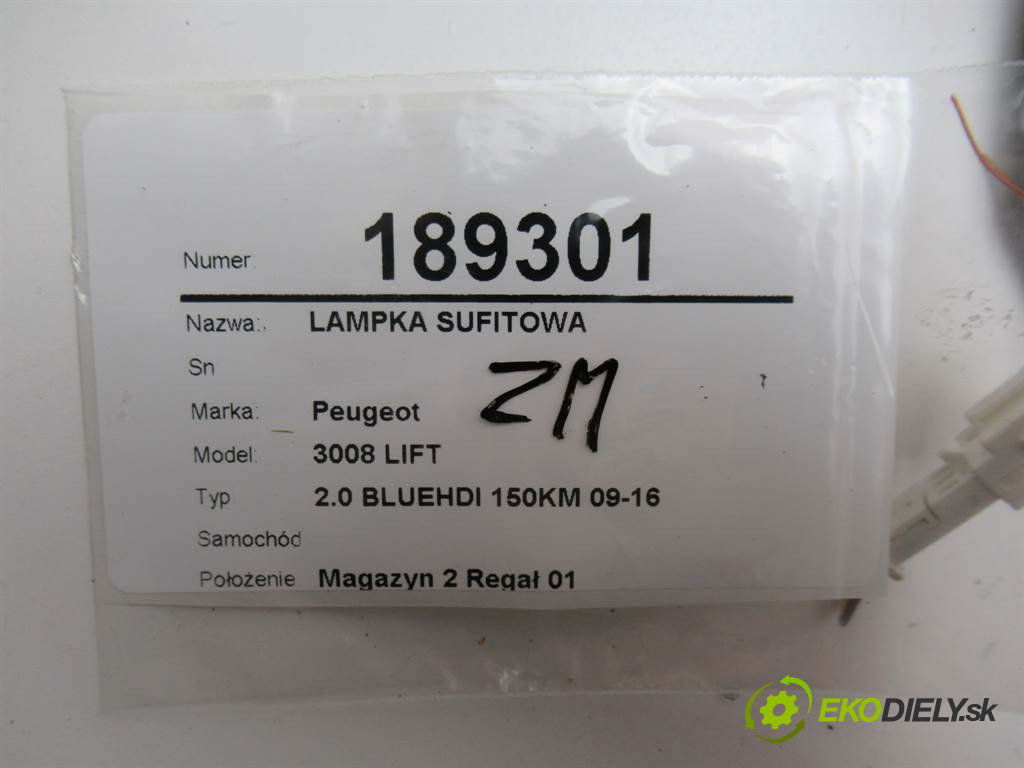 Numer: 189301
Nazwa: LAMPKA SUFITOWA
Sn
Marka: Peugeot
ZM
Model: 3008 LIFT
Typ 2.0 BLUEHDI 150KM 09-16
Samochód
Położenie Magazyn 2 Regał 01
EKODIELY.sk